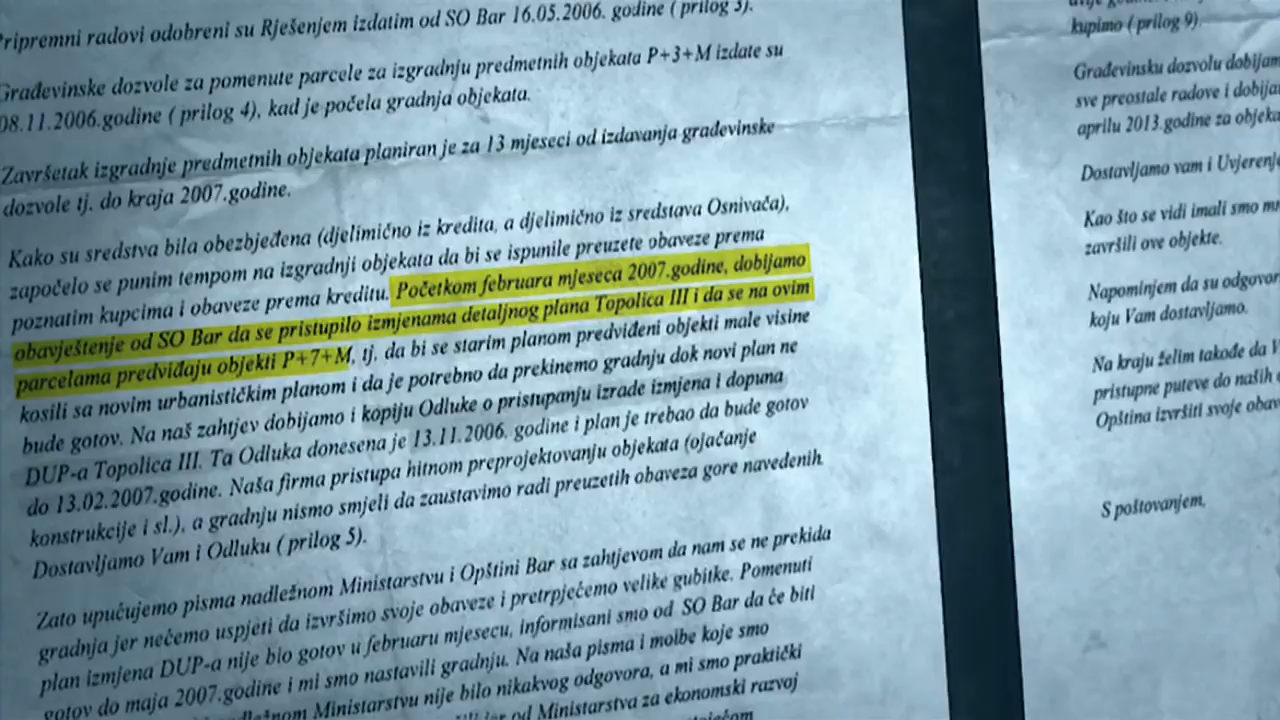 Pripremni radovi odobreni su Rješenjem izdatim od SO Bar 16.05.2006. godine ( prilog 3).
Građevinske dozvole za pomenute parcele za izgradnju predmetnih objekata P+3+M izdate su
08.11.2006.godine ( prilog 4), kad je počela gradnja objekata.
Završetak izgradnje predmetnih objekata planiran je za 13 mjeseci od izdavanja građevinske
dozvole tj. do kraja 2007.godine.
Kako su sredstva bila obezbjeđena (djelimično iz kredita, a djelimično iz sredstava Osnivača),
započelo se punim tempom na izgradnji objekata da bi se ispunile preuzete obaveze prema
poznatim kupcima i obaveze prema kreditu. Početkom februara mjeseca 2007.godine, dobijamo
obavještenje od SO Bar da se pristupilo izmjenama detaljnog plana Topolica III i da se na ovim
parcelama predviđaju objekti P+7+M, tj. da bi se starim planom predviđeni objekti male visine
kosili sa novim urbanističkim planom i da je potrebno da prekinemo gradnju dok novi plan ne
bude gotov. Na naš zahtjev dobijamo i kopiju Odluke o pristupanju izrade izmjena i dopuna
DUP-a Topolica III. Ta Odluka donesena je 13.11.2006. godine i plan je trebao da bude gotov
do 13.02.2007.godine. Naša firma pristupa hitnom preprojektovanju objekata (ojačanje
konstrukcije i sl.), a gradnju nismo smjeli da zaustavimo radi preuzetih obaveza gore navedenih.
Dostavljamo Vam i Odluku ( prilog 5).
Zato upućujemo pisma nadležnom Ministarstvu i Opštini Bar sa zahtjevom da nam se ne prekida
gradnja jer nećemo uspjeti da izvršimo svoje obaveze i pretrpjećemo velike gubitke. Pomenuti
plan izmjena DUP-a nije bio gotov u februaru mjesecu, informisani smo od SO Bar da će biti
gotov do maja 2007.godine i mi smo nastavili gradnju. Na naša pisma i molbe koje smo
Ministarstvu nije bilo nikakvog odgovora, a mi smo praktički
od Ministarstva za ekonomski razvoj
kupimo ( prilog 9).
Građevinsku dozvolu dobijam
sve preostale radove i dobija
aprilu 2013.godine za objek
Dostavljamo vam i Uvjerenj
Kao što se vidi imali smo
završili ove objekte.
Napominjem da su odgovor
koju Vam dostavljamo.
Na kraju želim takođe da
pristupne puteve do naših
Opština izvršiti svoje obav
S poštovanjem,